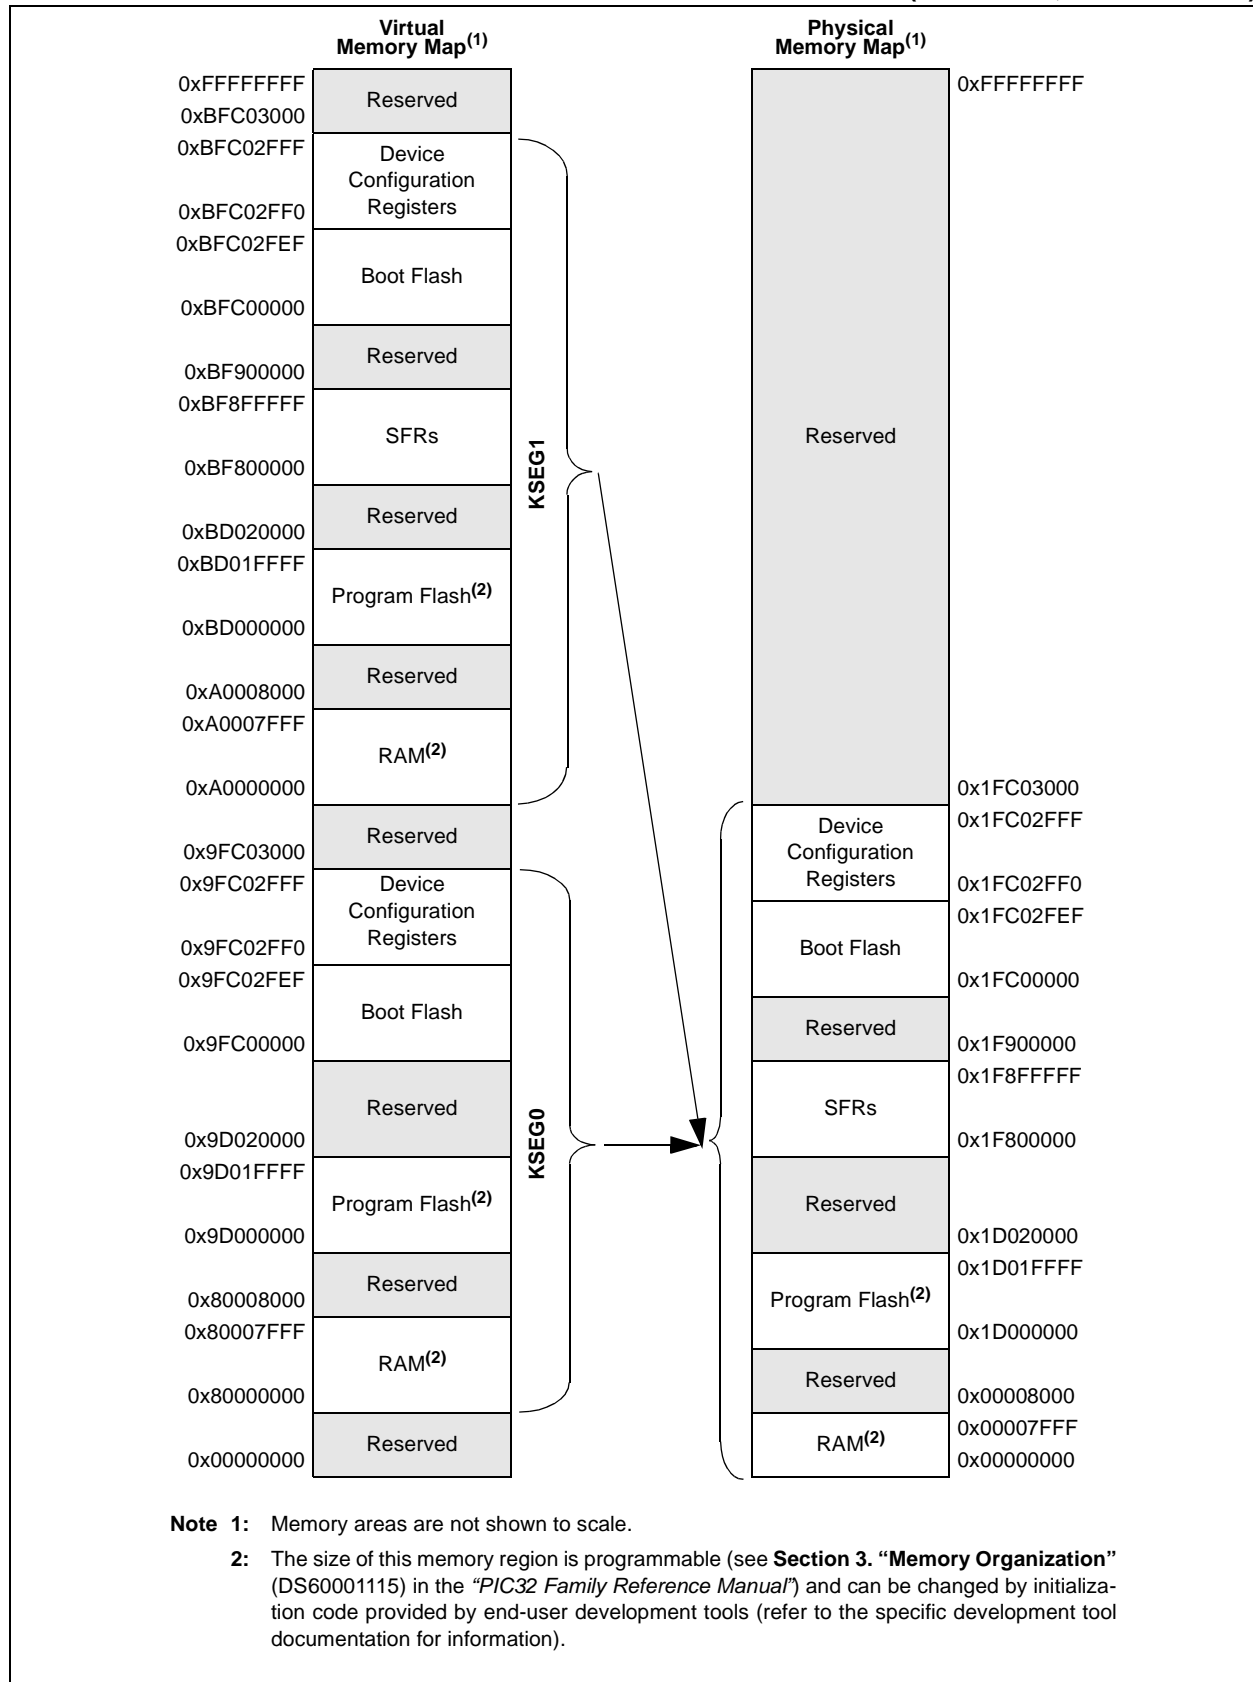 Virtual
Memory Map(1)
0xFFFFFFFF
Reserved
0xBFC03000
0xBFC02FFF
Device
Configuration
Registers
0xBFC02FF0
0xBFC02FEF
Boot Flash
0xBFC00000
Reserved
0xBF900000
0xBF8FFFFF
SFRs
0xBF800000
Reserved
0xBD020000
0xBD01FFFF
Program Flash(2)
0xBD000000
Reserved
0xA0008000
0xA0007FFF
RAM(2)
0xA0000000
Reserved
0x9FC03000
0x9FC02FFF
Device
Configuration
Registers
0x9FC02FF0
0x9FC02FEF
Boot Flash
0x9FC00000
Reserved
0x9D020000
0x9D01FFFF
Program Flash(2)
0x9D000000
Reserved
0x80008000
0x80007FFF
RAM(2)
0x80000000
Reserved
0x00000000
KSEG1
KSEG0
Physical
Memory Map(1)
0xFFFFFFFF
Reserved
0x1FC03000
0x1FC02FFF
Device
Configuration
Registers
0x1FC02FF0
0x1FC02FEF
Boot Flash
0x1FC00000
Reserved
0x1F900000
0x1F8FFFFF
SFRs
0x1F800000
Reserved
0x1D020000
0x1D01FFFF
Program Flash(2)
0x1D000000
Reserved
0x00008000
0x00007FFF
RAM(2)
0x00000000
Note 1: Memory areas are not shown to scale.
2: The size of this memory region is programmable (see Section 3. “Memory Organization”
(DS60001115) in the “PIC32 Family Reference Manual”) and can be changed by initializa-
tion code provided by end-user development tools (refer to the specific development tool
documentation for information).